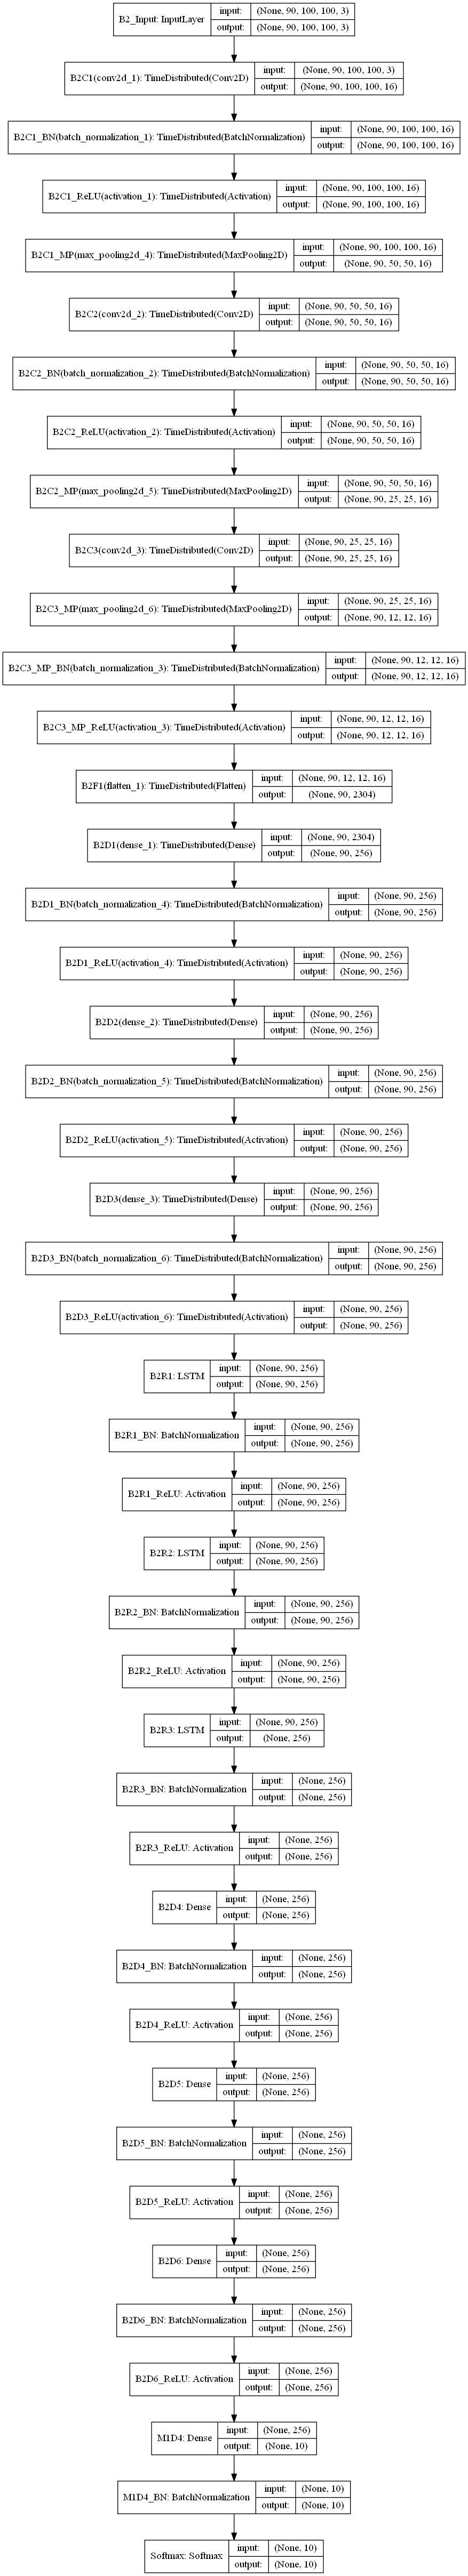 B2_Input: InputLayer input: (None, 90, 100, 100, 3)
output: (None, 90, 100, 100, 3)
B2C1(conv2d_1): TimeDistributed(Conv2D) input: (None, 90, 100, 100, 3)
output: (None, 90, 100, 100, 16)
B2C1_BN(batch_normalization_1): TimeDistributed(BatchNormalization) input: (None, 90, 100, 100, 16)
output: (None, 90, 100, 100, 16)
B2C1_ReLU(activation_1): TimeDistributed(Activation) input: (None, 90, 100, 100, 16)
output: (None, 90, 100, 100, 16)
B2C1_MP(max_pooling2d_4): TimeDistributed(MaxPooling2D) input: (None, 90, 100, 100, 16)
output: (None, 90, 50, 50, 16)
B2C2(conv2d_2): TimeDistributed(Conv2D) input: (None, 90, 50, 50, 16)
output: (None, 90, 50, 50, 16)
B2C2_BN(batch_normalization_2): TimeDistributed(BatchNormalization) input: (None, 90, 50, 50, 16)
output: (None, 90, 50, 50, 16)
B2C2_ReLU(activation_2): TimeDistributed(Activation) input: (None, 90, 50, 50, 16)
output: (None, 90, 50, 50, 16)
B2C2_MP(max_pooling2d_5): TimeDistributed(MaxPooling2D) input: (None, 90, 50, 50, 16)
output: (None, 90, 25, 25, 16)
B2C3(conv2d_3): TimeDistributed(Conv2D) input: (None, 90, 25, 25, 16)
output: (None, 90, 25, 25, 16)
B2C3_MP(max_pooling2d_6): TimeDistributed(MaxPooling2D) input: (None, 90, 25, 25, 16)
output: (None, 90, 12, 12, 16)
B2C3_MP_BN(batch_normalization_3): TimeDistributed(BatchNormalization) input: (None, 90, 12, 12, 16)
output: (None, 90, 12, 12, 16)
B2C3_MP_ReLU(activation_3): TimeDistributed(Activation) input: (None, 90, 12, 12, 16)
output: (None, 90, 12, 12, 16)
B2F1(flatten_1): TimeDistributed(Flatten) input: (None, 90, 12, 12, 16)
output: (None, 90, 2304)
B2D1(dense_1): TimeDistributed(Dense) input: (None, 90, 2304)
output: (None, 90, 256)
B2D1_BN(batch_normalization_4): TimeDistributed(BatchNormalization) input: (None, 90, 256)
output: (None, 90, 256)
B2D1_ReLU(activation_4): TimeDistributed(Activation) input: (None, 90, 256)
output: (None, 90, 256)
B2D2(dense_2): TimeDistributed(Dense) input: (None, 90, 256)
output: (None, 90, 256)
B2D2_BN(batch_normalization_5): TimeDistributed(BatchNormalization) input: (None, 90, 256)
output: (None, 90, 256)
B2D2_ReLU(activation_5): TimeDistributed(Activation) input: (None, 90, 256)
output: (None, 90, 256)
B2D3(dense_3): TimeDistributed(Dense) input: (None, 90, 256)
output: (None, 90, 256)
B2D3_BN(batch_normalization_6): TimeDistributed(BatchNormalization) input: (None, 90, 256)
output: (None, 90, 256)
B2D3_ReLU(activation_6): TimeDistributed(Activation) input: (None, 90, 256)
output: (None, 90, 256)
B2R1: LSTM input: (None, 90, 256)
output: (None, 90, 256)
B2R1_BN: BatchNormalization input: (None, 90, 256)
output: (None, 90, 256)
B2R1_ReLU: Activation input: (None, 90, 256)
output: (None, 90, 256)
B2R2: LSTM input: (None, 90, 256)
output: (None, 90, 256)
B2R2_BN: BatchNormalization input: (None, 90, 256)
output: (None, 90, 256)
B2R2_ReLU: Activation input: (None, 90, 256)
output: (None, 90, 256)
B2R3: LSTM input: (None, 90, 256)
output: (None, 256)
B2R3_BN: BatchNormalization input: (None, 256)
output: (None, 256)
B2R3_ReLU: Activation input: (None, 256)
output: (None, 256)
B2D4: Dense input: (None, 256)
output: (None, 256)
B2D4_BN: BatchNormalization input: (None, 256)
output: (None, 256)
B2D4_ReLU: Activation input: (None, 256)
output: (None, 256)
B2D5: Dense input: (None, 256)
output: (None, 256)
B2D5_BN: BatchNormalization input: (None, 256)
output: (None, 256)
B2D5_ReLU: Activation input: (None, 256)
output: (None, 256)
B2D6: Dense input: (None, 256)
output: (None, 256)
B2D6_BN: BatchNormalization input: (None, 256)
output: (None, 256)
B2D6_ReLU: Activation input: (None, 256)
output: (None, 256)
M1D4: Dense input: (None, 256)
output: (None, 10)
M1D4_BN: BatchNormalization input: (None, 10)
output: (None, 10)
Softmax: Softmax input: (None, 10)
output: (None, 10)